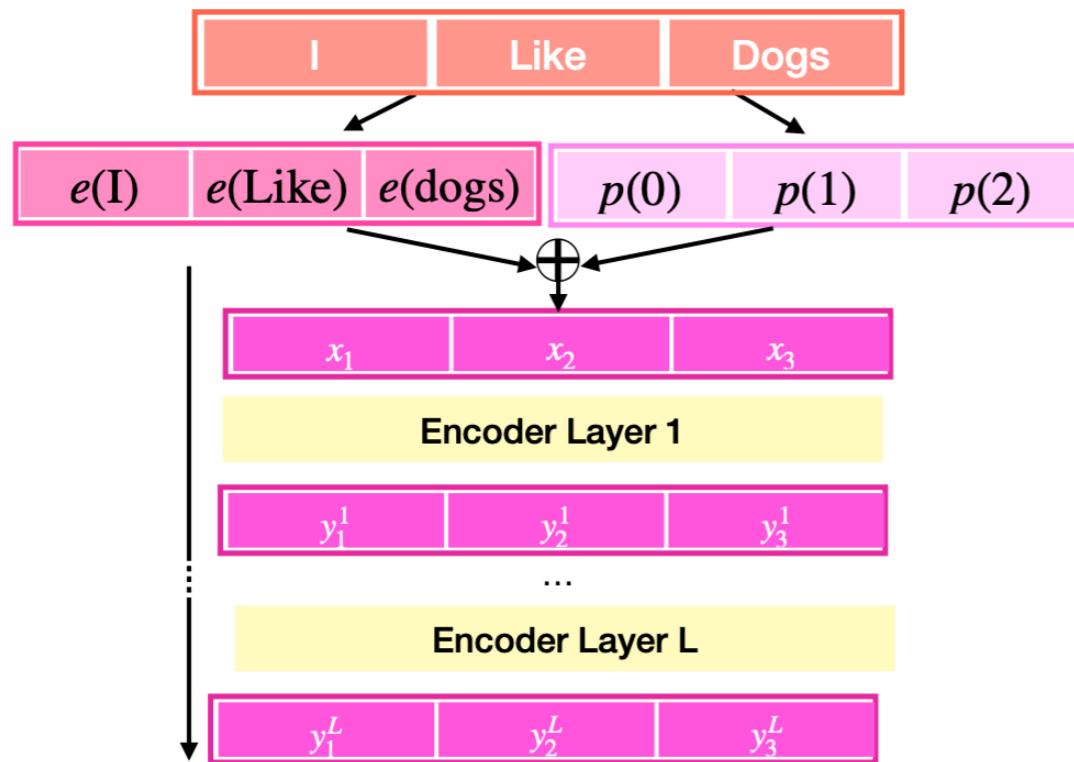 I Like Dogs
e(I) e(Like) e(dogs) p(0) p(1) p(2)
x₁ x₂ x₃
Encoder Layer 1
y₁¹ y₂¹ y₃¹
...
Encoder Layer L
y₁ᴸ y₂ᴸ y₃ᴸ